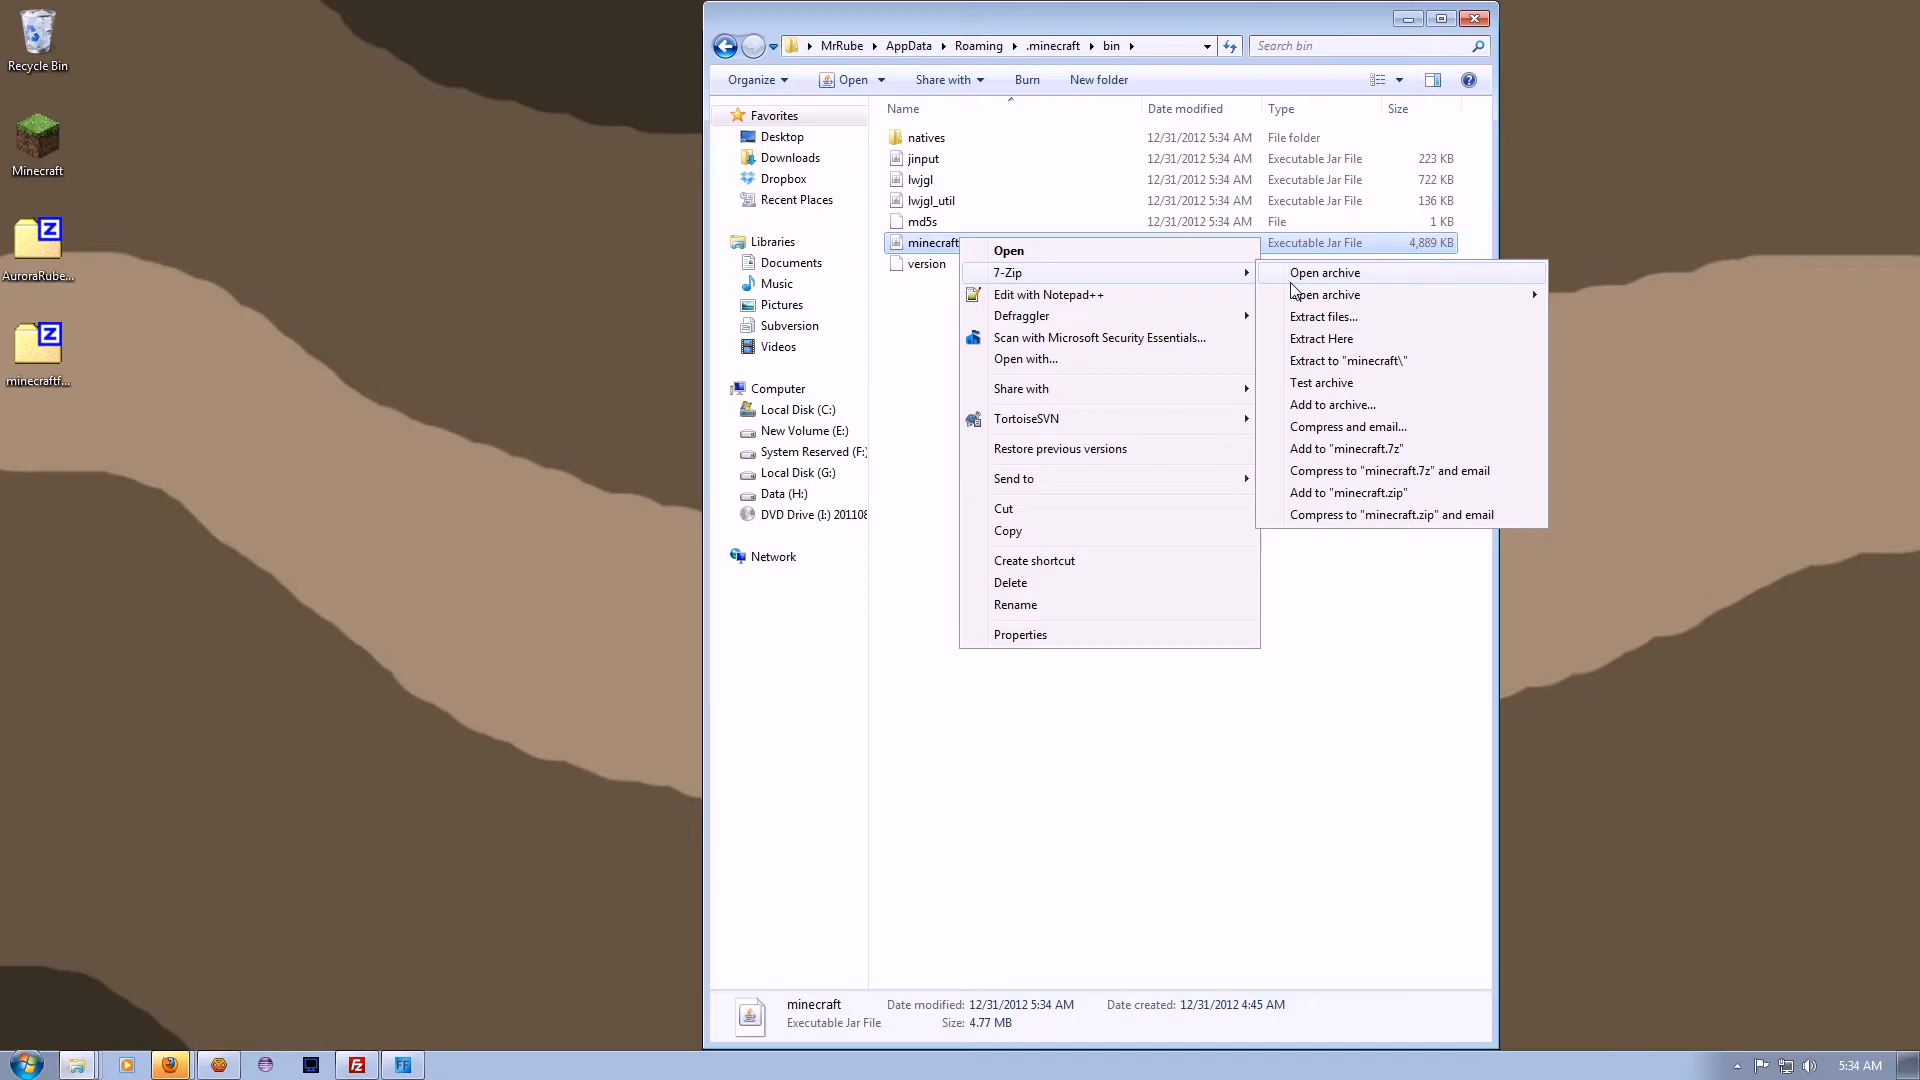 Recycle Bin
Minecraft
AuroraRube...
minecraftf...
MrRube AppData Roaming .minecraft bin
Search bin
Organize Open Share with Burn New folder
Name Date modified Type Size
Favorites
Desktop
Downloads
Dropbox
Recent Places
Libraries
Documents
Music
Pictures
Subversion
Videos
Computer
Local Disk (C:)
New Volume (E:)
System Reserved (F:)
Local Disk (G:)
Data (H:)
DVD Drive (I:) 20110
Network
natives 12/31/2012 5:34 AM File folder
jinput 12/31/2012 5:34 AM Executable Jar File 223 KB
lwjgl 12/31/2012 5:34 AM Executable Jar File 722 KB
lwjgl_util 12/31/2012 5:34 AM Executable Jar File 136 KB
md5s 12/31/2012 5:34 AM File 1 KB
minecraft Executable Jar File 4,889 KB
version
Open
7-Zip
Edit with Notepad++
Defraggler
Scan with Microsoft Security Essentials...
Open with...
Share with
TortoiseSVN
Restore previous versions
Send to
Cut
Copy
Create shortcut
Delete
Rename
Properties
Open archive
Open archive
Extract files...
Extract Here
Extract to "minecraft\"
Test archive
Add to archive...
Compress and email...
Add to "minecraft.7z"
Compress to "minecraft.7z" and email
Add to "minecraft.zip"
Compress to "minecraft.zip" and email
minecraft Date modified: 12/31/2012 5:34 AM Date created: 12/31/2012 4:45 AM
Executable Jar File Size: 4.77 MB
Z
Z
Fz
FF
5:34 AM